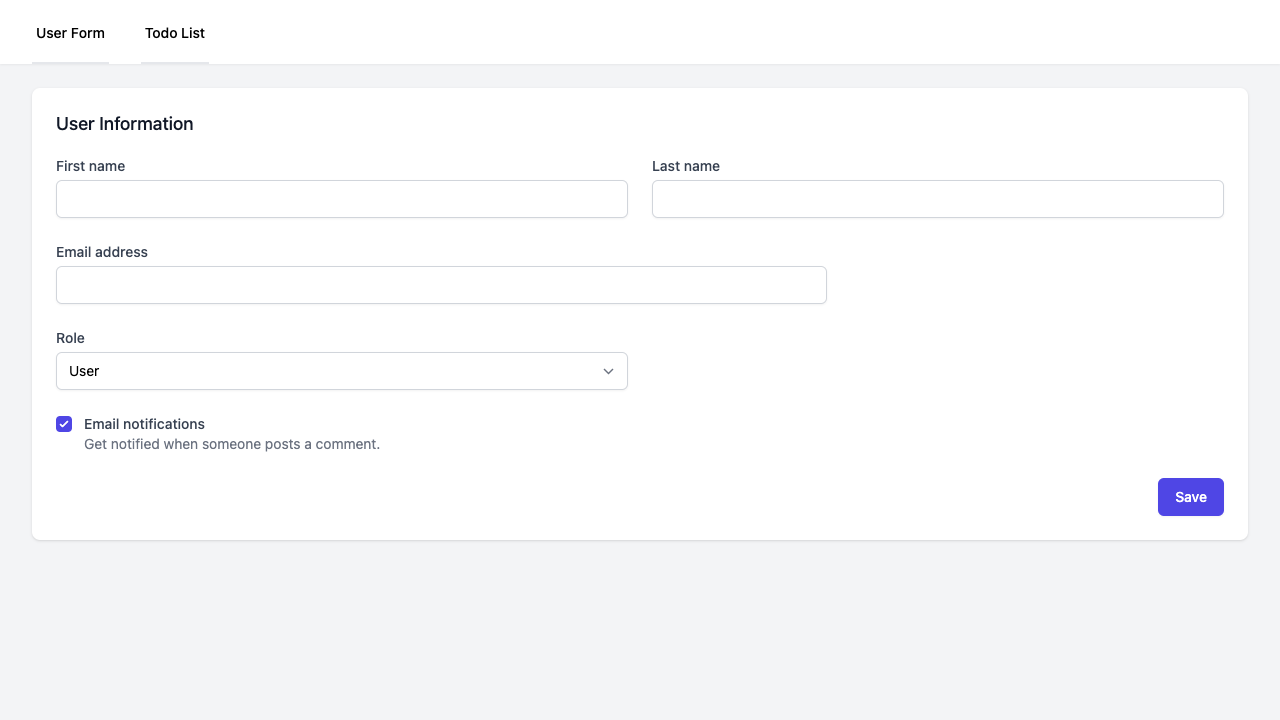 User Form
Todo List
User Information
First name
Last name
Email address
Role
User
Email notifications
Get notified when someone posts a comment.
Save